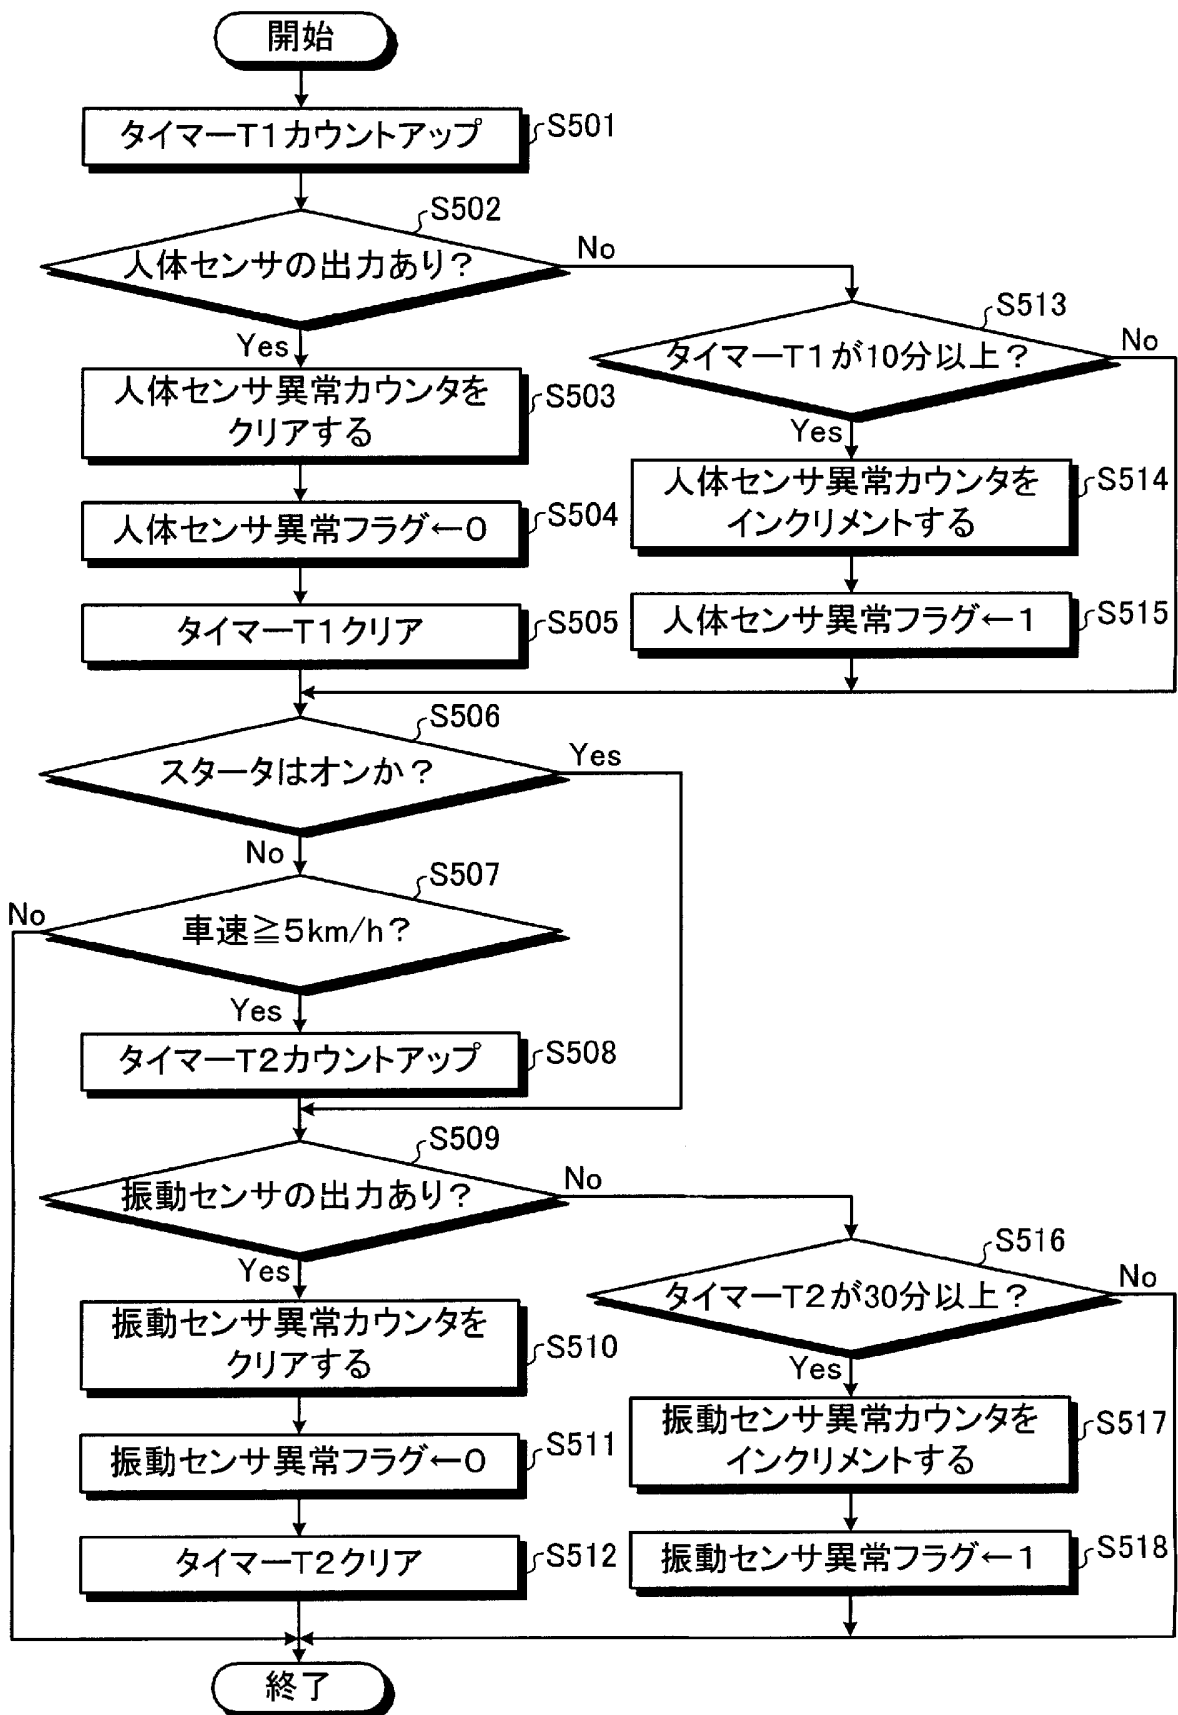 開始
タイマーT1カウントアップ
S501
人体センサの出力あり?
S502
Yes
No
人体センサ異常カウンタを
クリアする
S503
人体センサ異常フラグ←0
S504
タイマーT1クリア
S505
タイマーT1が10分以上?
S513
Yes
No
人体センサ異常カウンタを
インクリメントする
S514
人体センサ異常フラグ←1
S515
スタータはオンか?
S506
Yes
No
車速≧5km/h?
S507
No
Yes
タイマーT2カウントアップ
S508
振動センサの出力あり?
S509
Yes
No
振動センサ異常カウンタを
クリアする
S510
振動センサ異常フラグ←0
S511
タイマーT2クリア
S512
タイマーT2が30分以上?
S516
Yes
No
振動センサ異常カウンタを
インクリメントする
S517
振動センサ異常フラグ←1
S518
終了